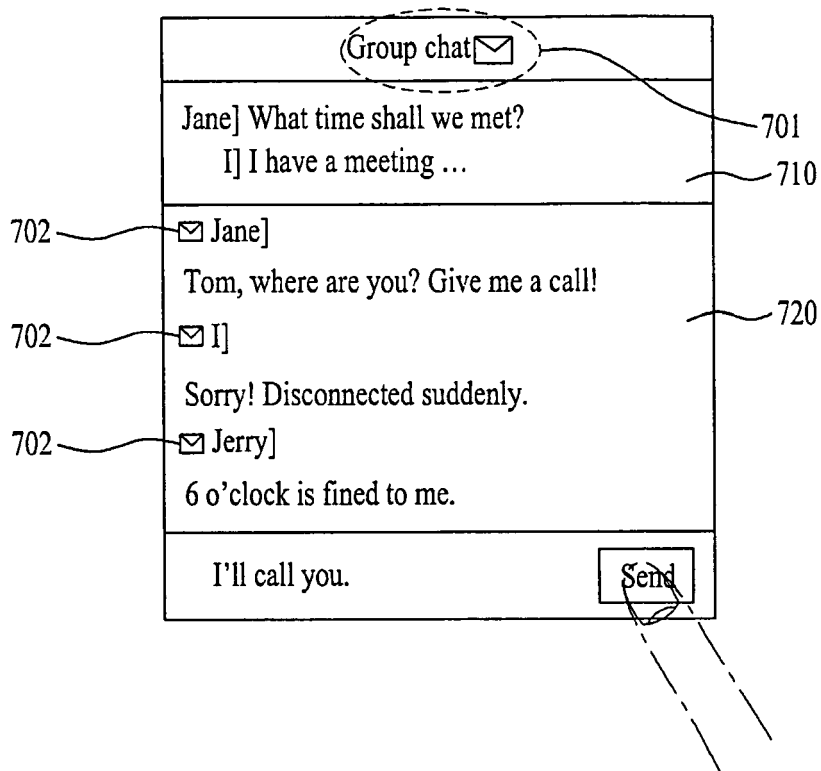 Group chat
701
Jane] What time shall we met?
I] I have a meeting ...
710
702
Jane]
Tom, where are you? Give me a call!
720
702
I]
Sorry! Disconnected suddenly.
702
Jerry]
6 o'clock is fined to me.
I'll call you.
Send